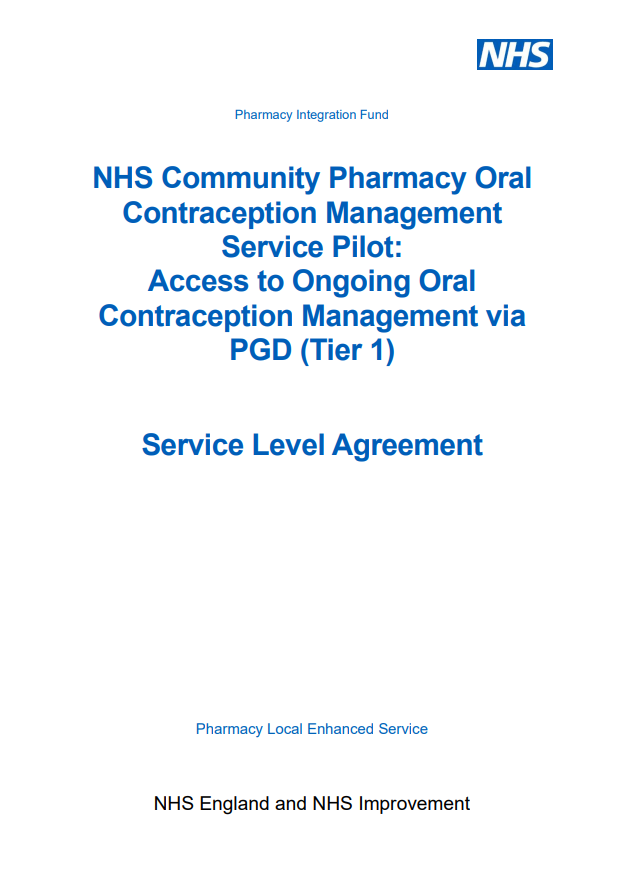 NHS
Pharmacy Integration Fund
NHS Community Pharmacy Oral
Contraception Management
Service Pilot:
Access to Ongoing Oral
Contraception Management via
PGD (Tier 1)
Service Level Agreement
Pharmacy Local Enhanced Service
NHS England and NHS Improvement